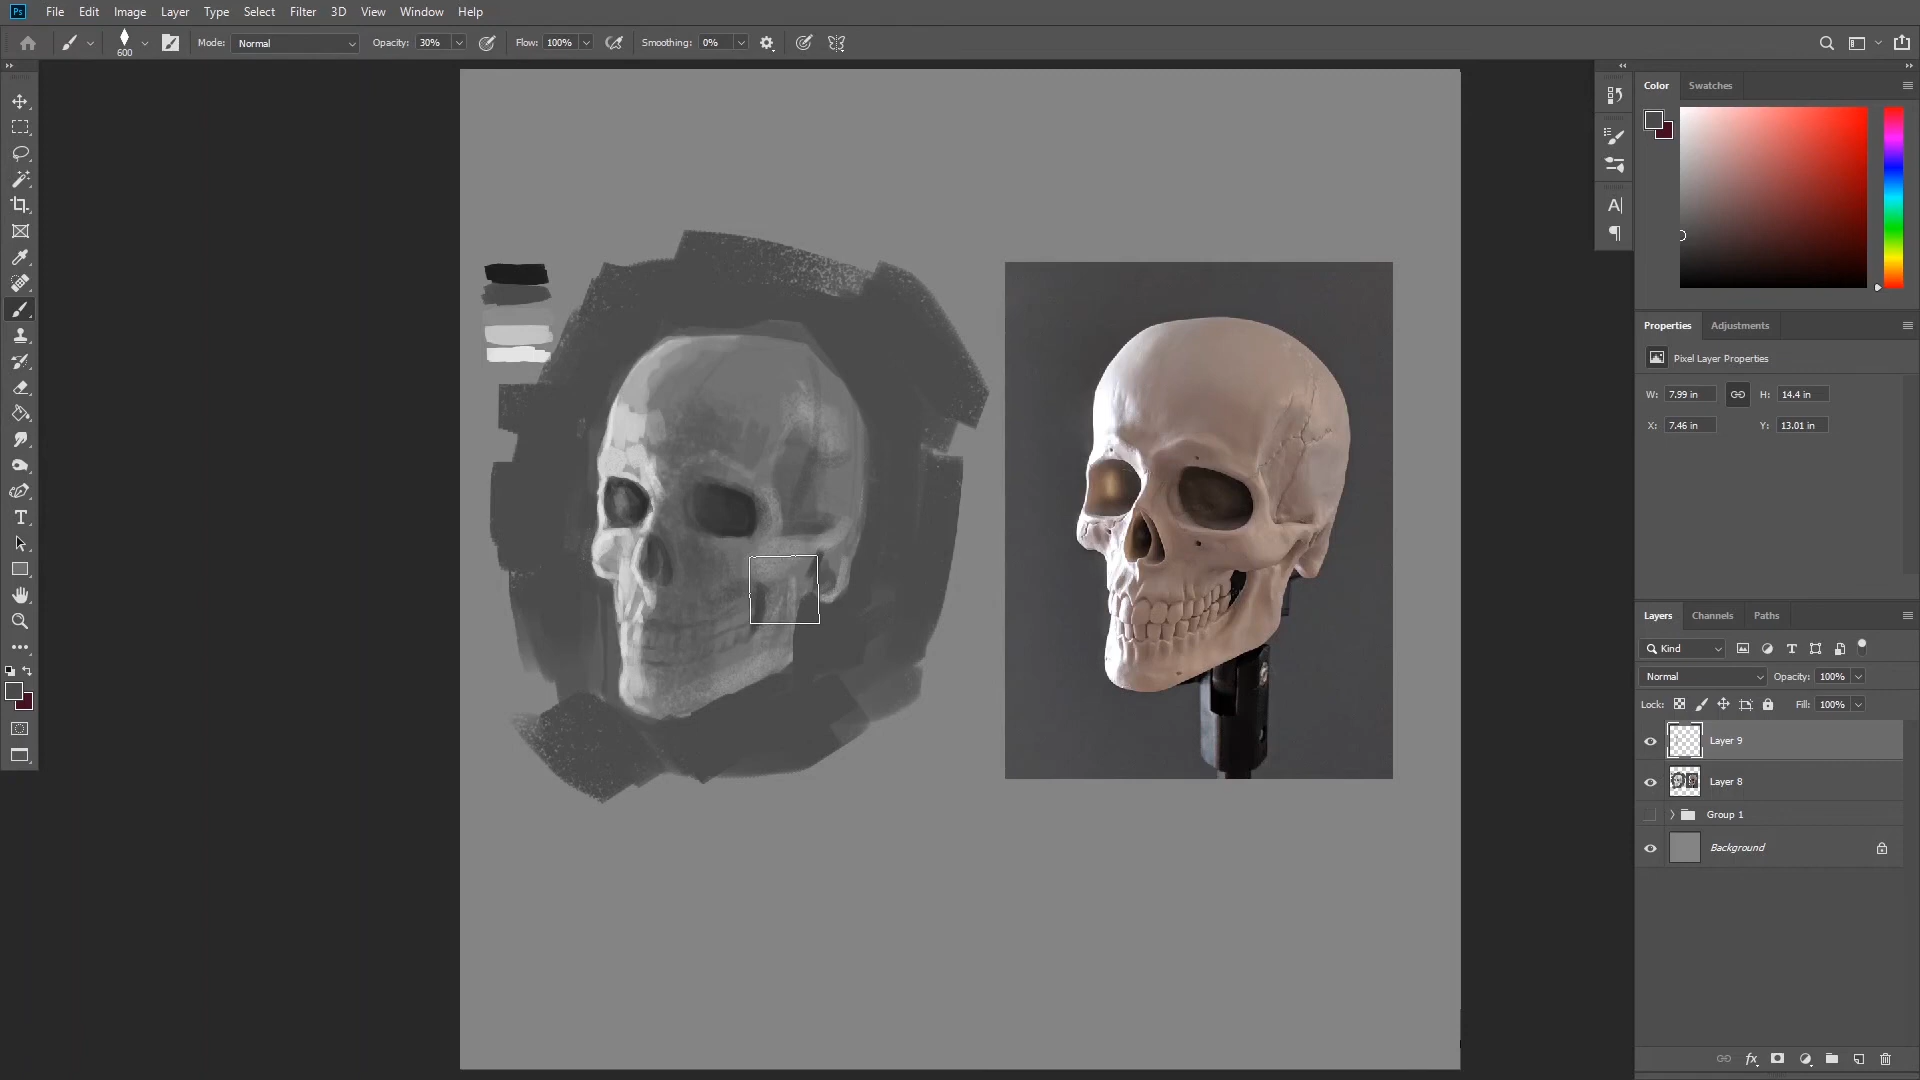 Ps File Edit Image Layer Type Select Filter 3D View Window Help
600 Mode: Normal Opacity: 30% Flow: 100% Smoothing: 0%
Color Swatches
Properties Adjustments
Pixel Layer Properties
W: 7.99 in H: 14.4 in
X: 7.46 in Y: 13.01 in
Layers Channels Paths
Kind
Normal Opacity: 100%
Lock: Fill: 100%
Layer 9
Layer 8
Group 1
Background